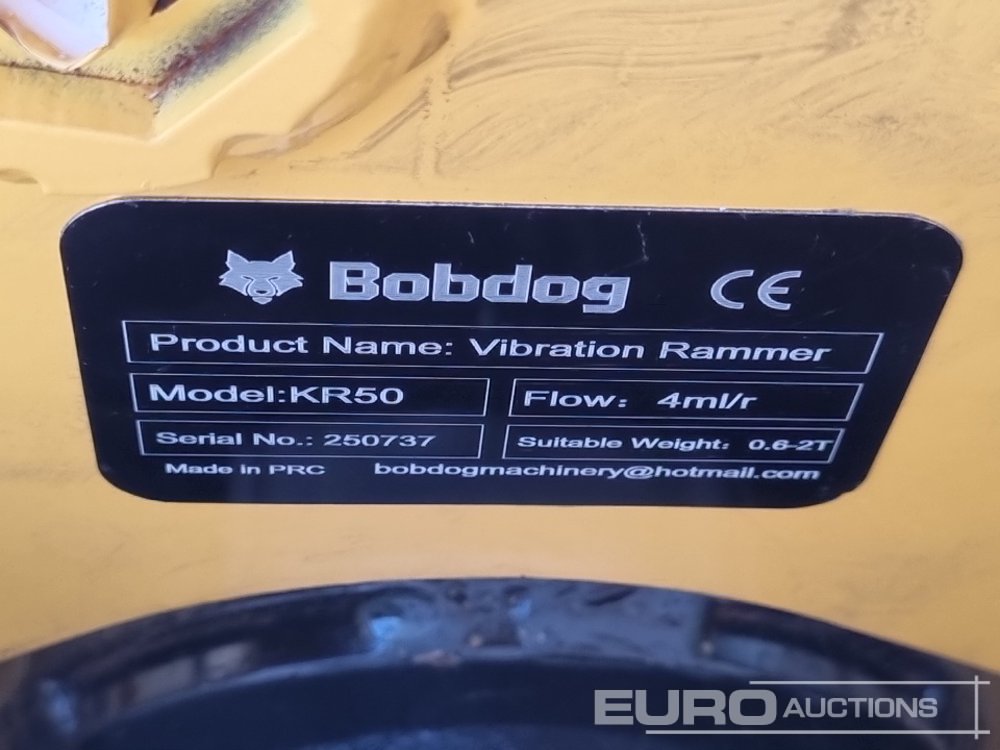 Bobdog CE
Product Name: Vibration Rammer
Model:KR50 Flow: 4ml/r
Serial No.: 250737 Suitable Weight: 0.6-2T
Made in PRC bobdogmachinery@hotmail.com
EURO AUCTIONS